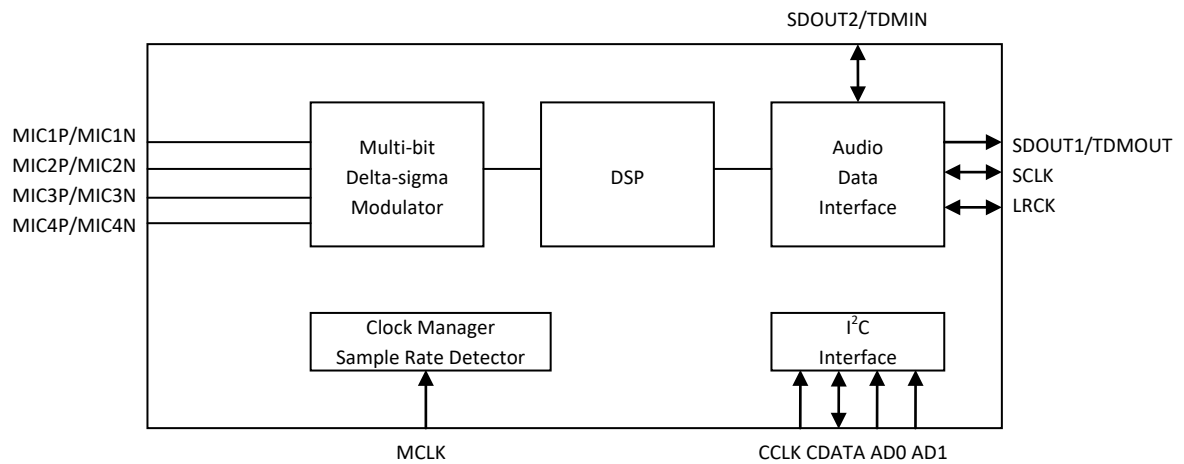 SDOUT2/TDMIN
MIC1P/MIC1N
MIC2P/MIC2N
MIC3P/MIC3N
MIC4P/MIC4N
Multi-bit
Delta-sigma
Modulator
DSP
Audio
Data
Interface
SDOUT1/TDMOUT
SCLK
LRCK
Clock Manager
Sample Rate Detector
I²C
Interface
MCLK
CCLK CDATA AD0 AD1